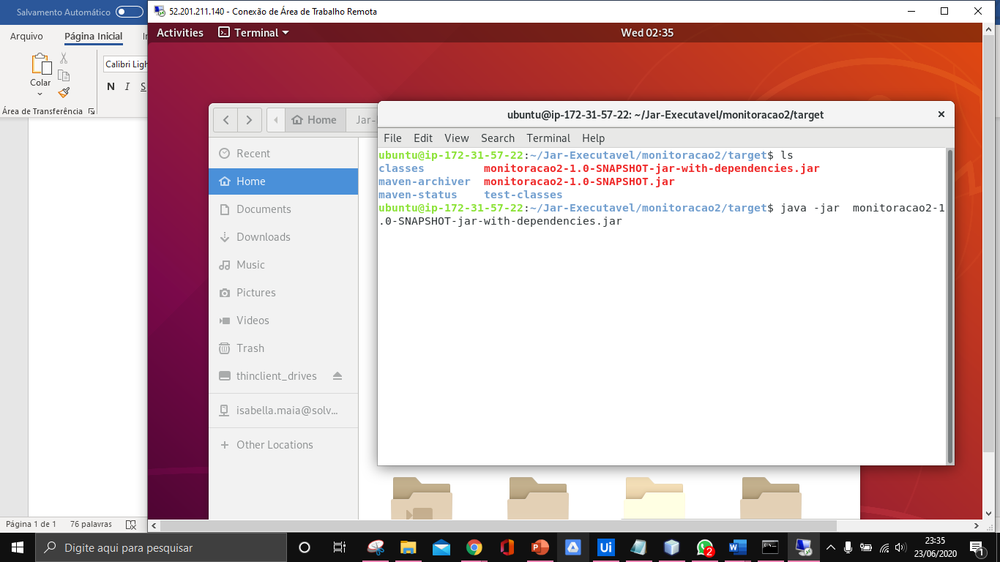 Salvamento Automático
52.201.211.140 - Conexão de Área de Trabalho Remota
Arquivo
Página Inicial
Activities
Terminal
Wed 02:35
Colar
Calibri Ligh
N I S
Área de Transferência
Home
Jar-
ubuntu@ip-172-31-57-22: ~/Jar-Executavel/monitoracao2/target
File Edit View Search Terminal Help
Recent
Home
Documents
Downloads
Music
Pictures
Videos
Trash
thinclient_drives
isabella.maia@solv...
Other Locations
ubuntu@ip-172-31-57-22:~/Jar-Executavel/monitoracao2/target$ ls
classes monitoracao2-1.0-SNAPSHOT-jar-with-dependencies.jar
maven-archiver monitoracao2-1.0-SNAPSHOT.jar
maven-status test-classes
ubuntu@ip-172-31-57-22:~/Jar-Executavel/monitoracao2/target$ java -jar  monitoracao2-1
.0-SNAPSHOT-jar-with-dependencies.jar
Página 1 de 1 76 palavras
Digite aqui para pesquisar
Ui
2
23:35
23/06/2020
1